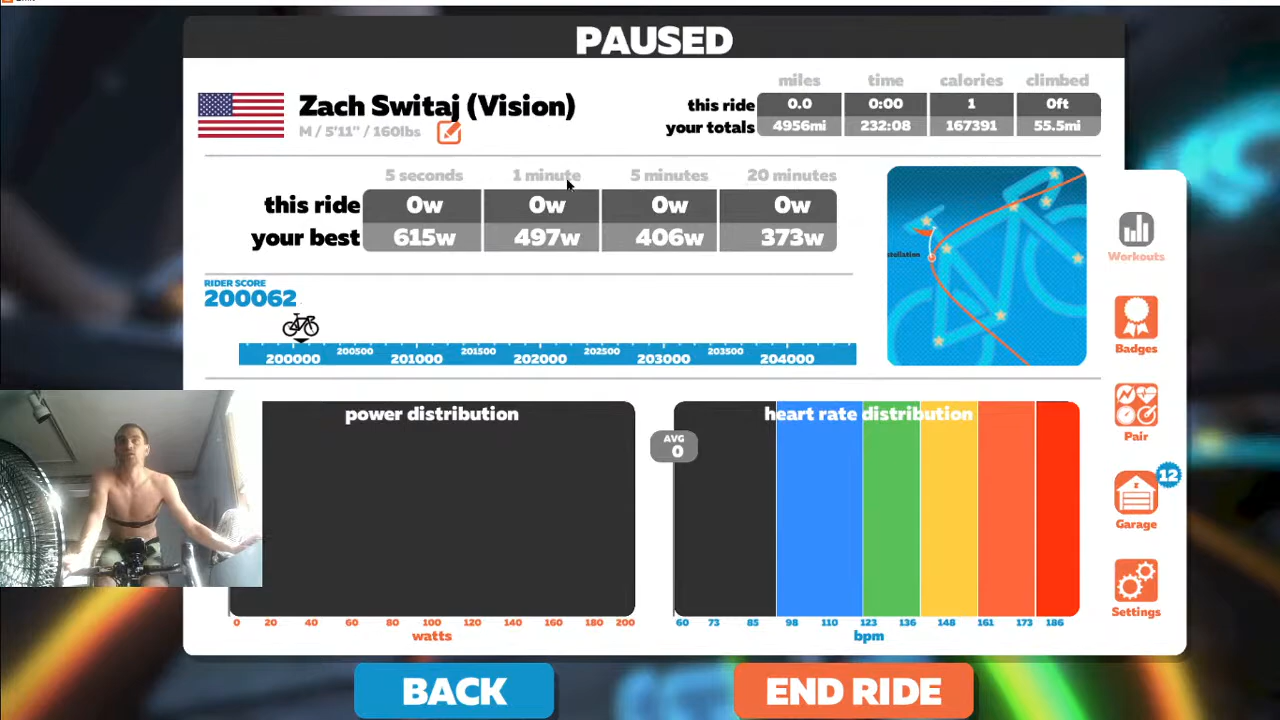 PAUSED
Zach Switaj (Vision)
M / 5'11" / 160lbs
miles time calories climbed
this ride 0.0 0:00 1 0ft
your totals 4956mi 232:08 167391 55.5mi
5 seconds 1 minute 5 minutes 20 minutes
this ride 0w 0w 0w 0w
your best 615w 497w 406w 373w
RIDER SCORE
200062
200000 200500 201000 201500 202000 202500 203000 203500 204000
Workouts
Badges
Pair
12
Garage
Settings
power distribution
0 20 40 60 80 100 120 140 160 180 200
watts
heart rate distribution
AVG
0
60 73 85 98 110 123 136 148 161 173 186
bpm
BACK
END RIDE